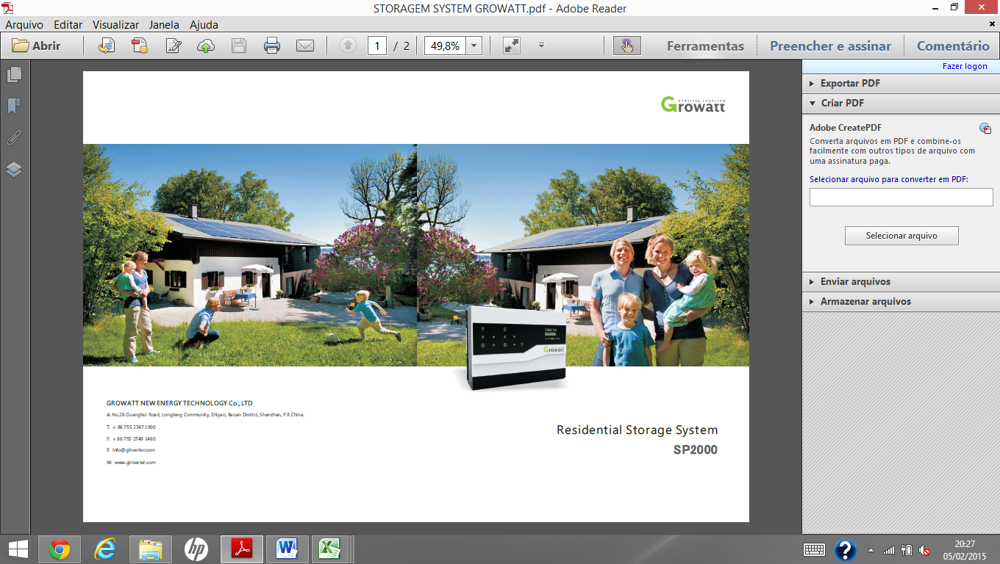 STORAGEM SYSTEM GROWATT.pdf - Adobe Reader
Arquivo Editar Visualizar Janela Ajuda
Abrir
1 / 2
49,8%
Ferramentas
Preencher e assinar
Comentário
Fazer logon
Exportar PDF
Criar PDF
Adobe CreatePDF
Converta arquivos em PDF e combine-os
facilmente com outros tipos de arquivo com
uma assinatura paga.
Selecionar arquivo para converter em PDF:
Selecionar arquivo
Enviar arquivos
Armazenar arquivos
powering tomorrow
Growatt
Growatt
GROWATT NEW ENERGY TECHNOLOGY Co., LTD
A: No.28 Guanghui Road, Longteng Community, Shiyan, Baoan District, Shenzhen, P.R.China.
T: + 86 755 2747 1900
F: + 86 755 2749 1460
E: info@ginverter.com
W: www.ginverter.com
Residential Storage System
SP2000
20:27
05/02/2015